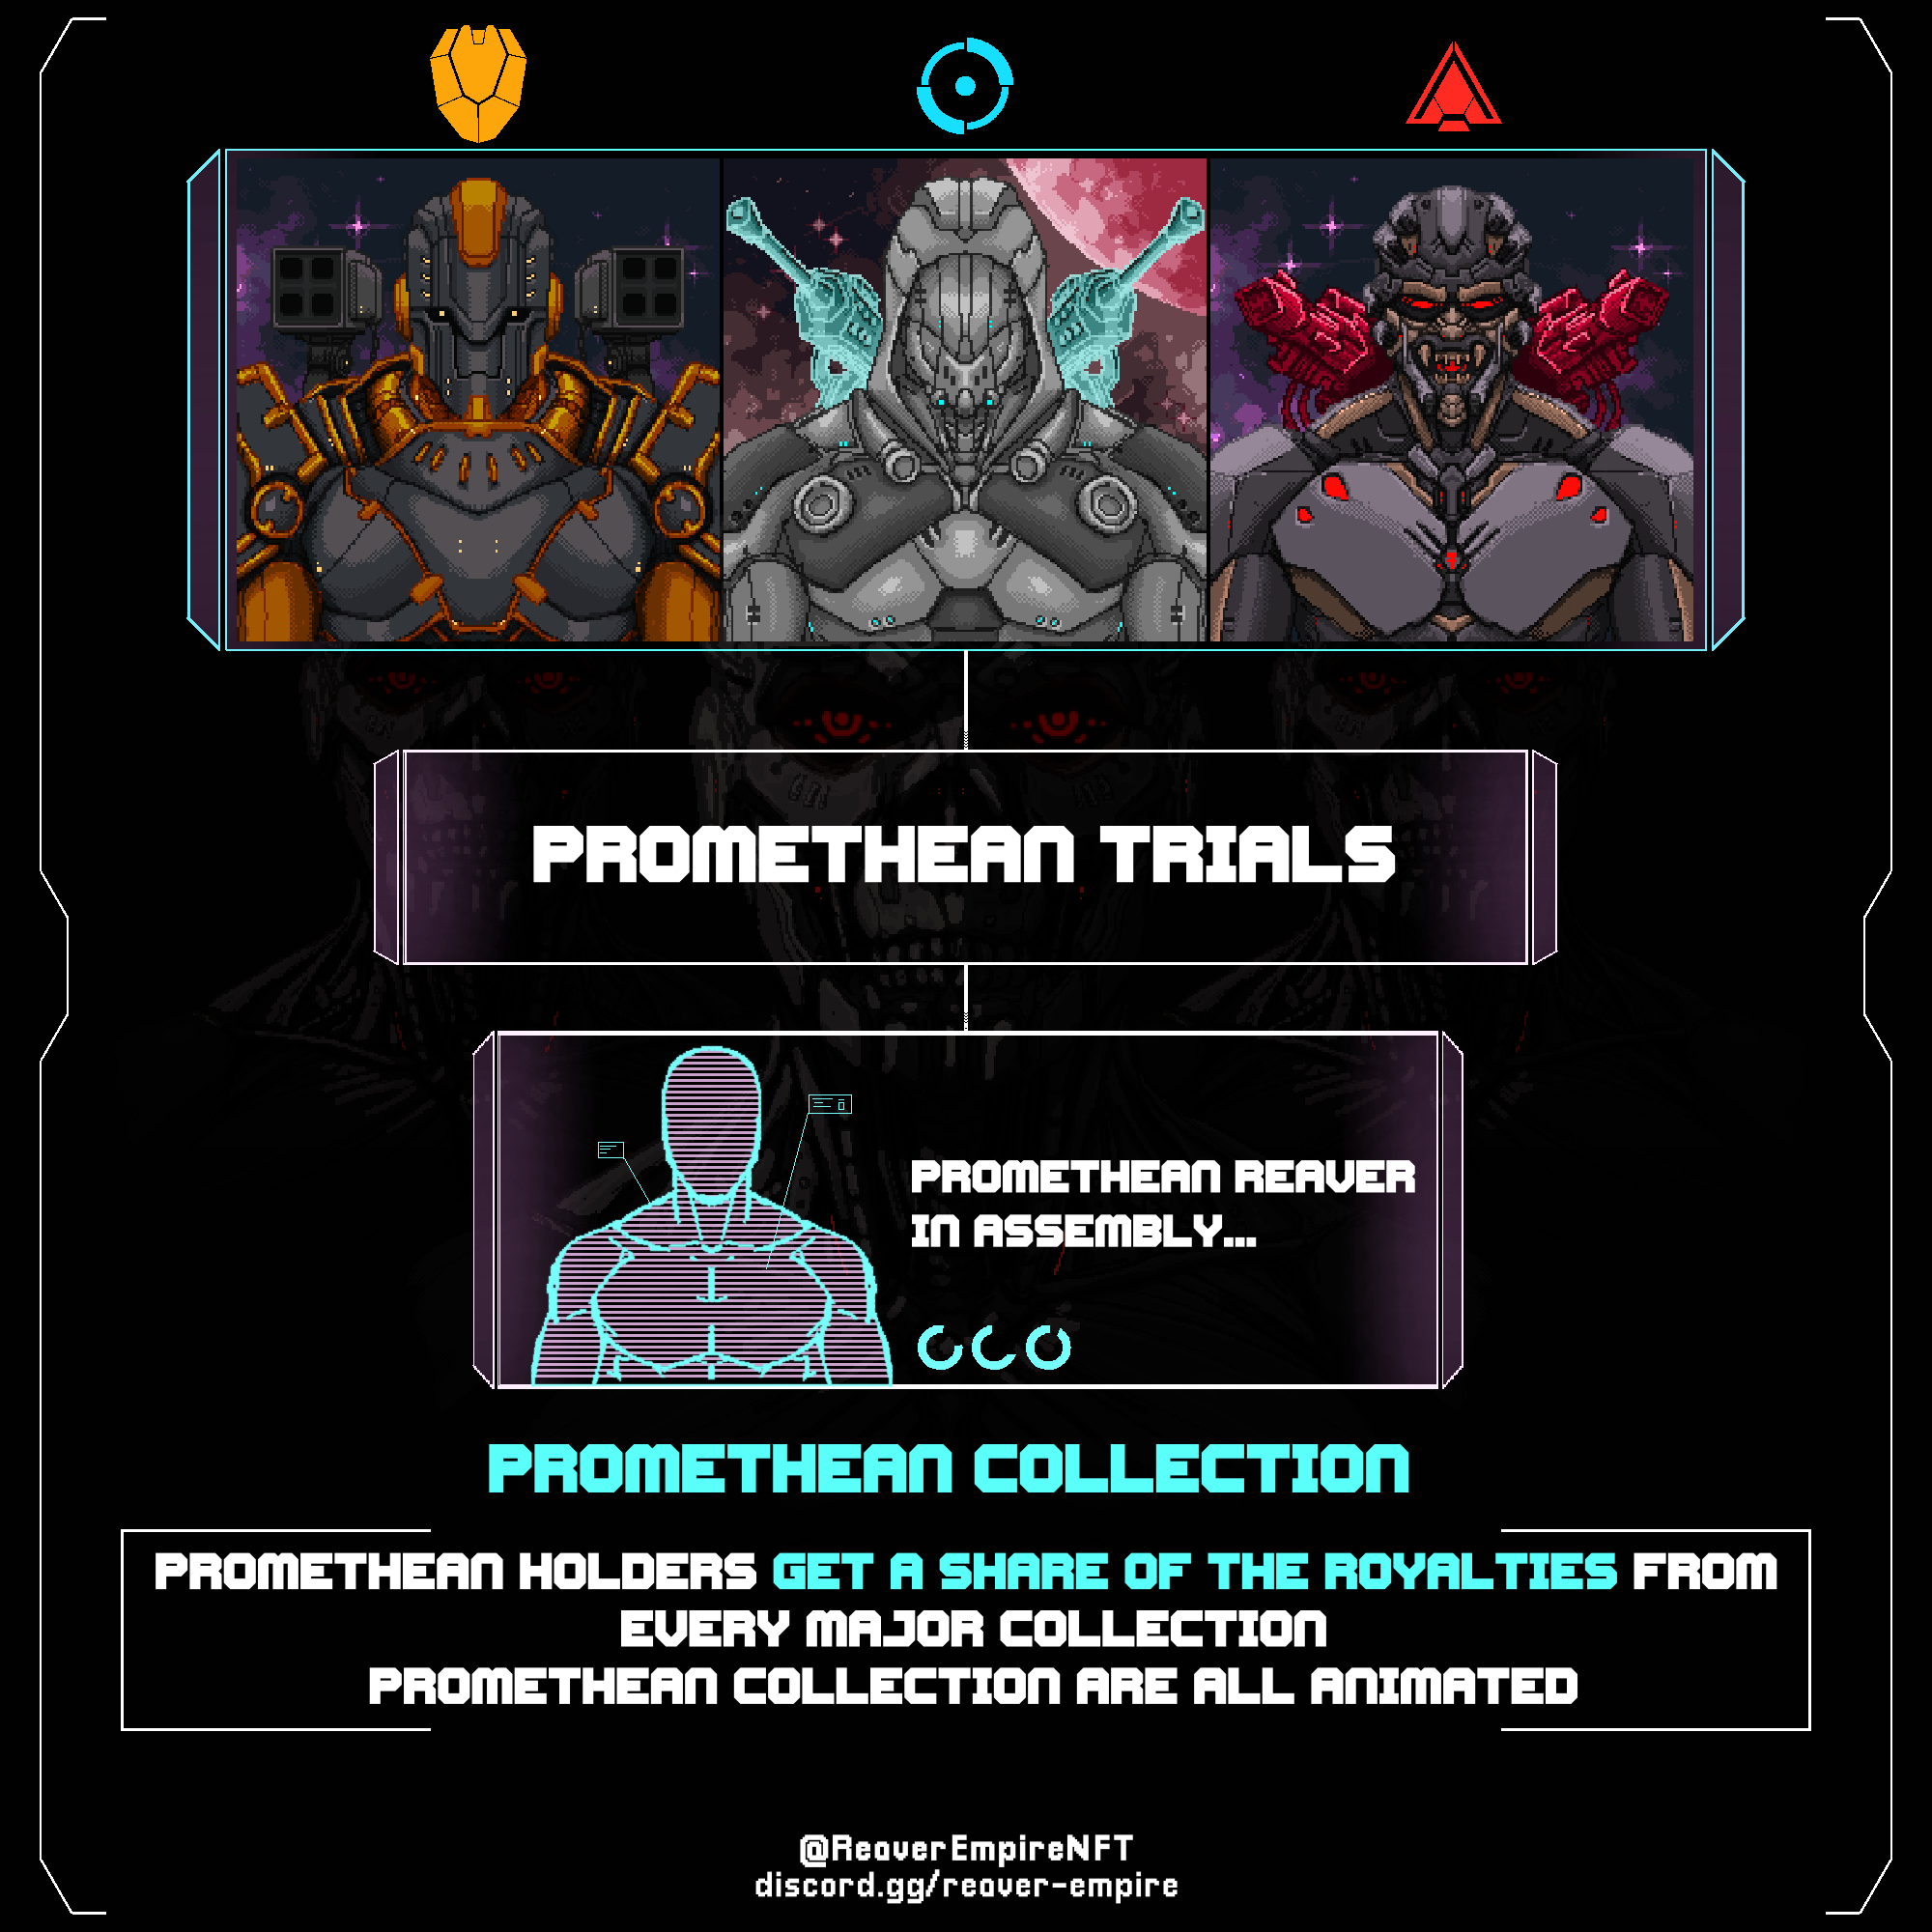 PROMETHEAN TRIALS
PROMETHEAN REAVER
IN ASSEMBLY...
PROMETHEAN COLLECTION
PROMETHEAN HOLDERS GET A SHARE OF THE ROYALTIES FROM
EVERY MAJOR COLLECTION
PROMETHEAN COLLECTION ARE ALL ANIMATED
@ReaverEmpireNFT
discord.gg/reaver-empire